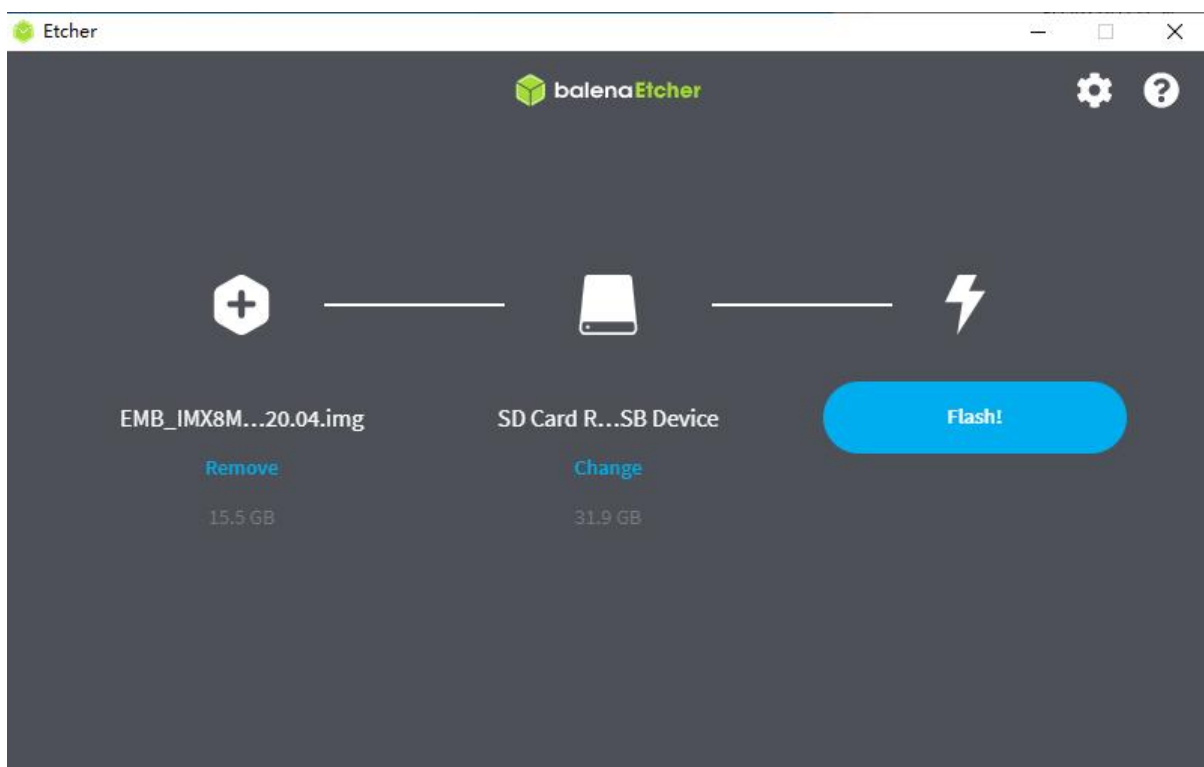 Etcher
balenaEtcher
EMB_IMX8M...20.04.img
SD Card R...SB Device
Flash!
Remove
Change
15.5 GB
31.9 GB